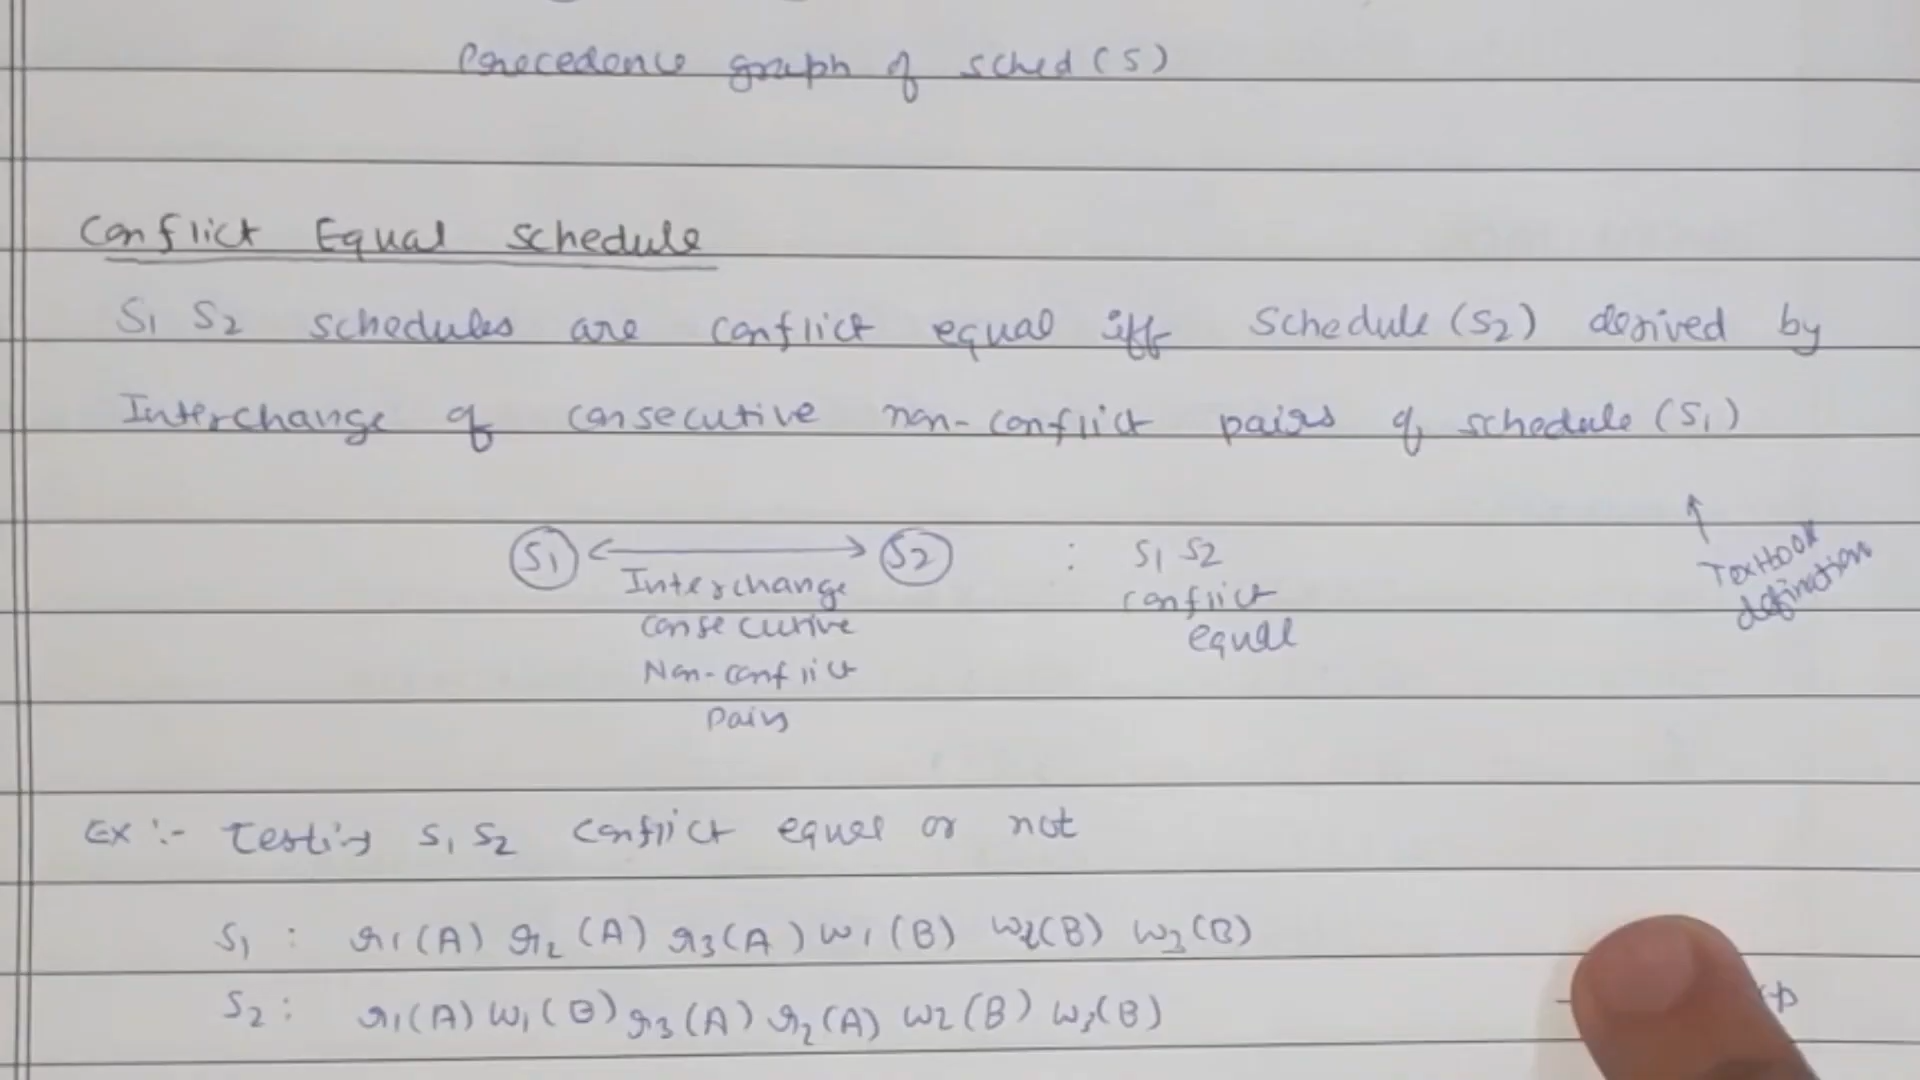 Precedence graph of sched (S)
Conflict Equal schedule
S1 S2 schedules are conflict equal iff Schedule (S2) derived by
Interchange of consecutive non-conflict pairs of schedule (S1)
S1 S2 : S1 S2
Interchange conflict
consecutive equal
Non-conflict
pairs
Textbook
defination
Ex :- Testing S1 S2 conflict equal or not
S1 : r1(A) r2(A) r3(A) w1(B) w2(B) w3(B)
S2 : r1(A) w1(B) r3(A) r2(A) w2(B) w3(B)